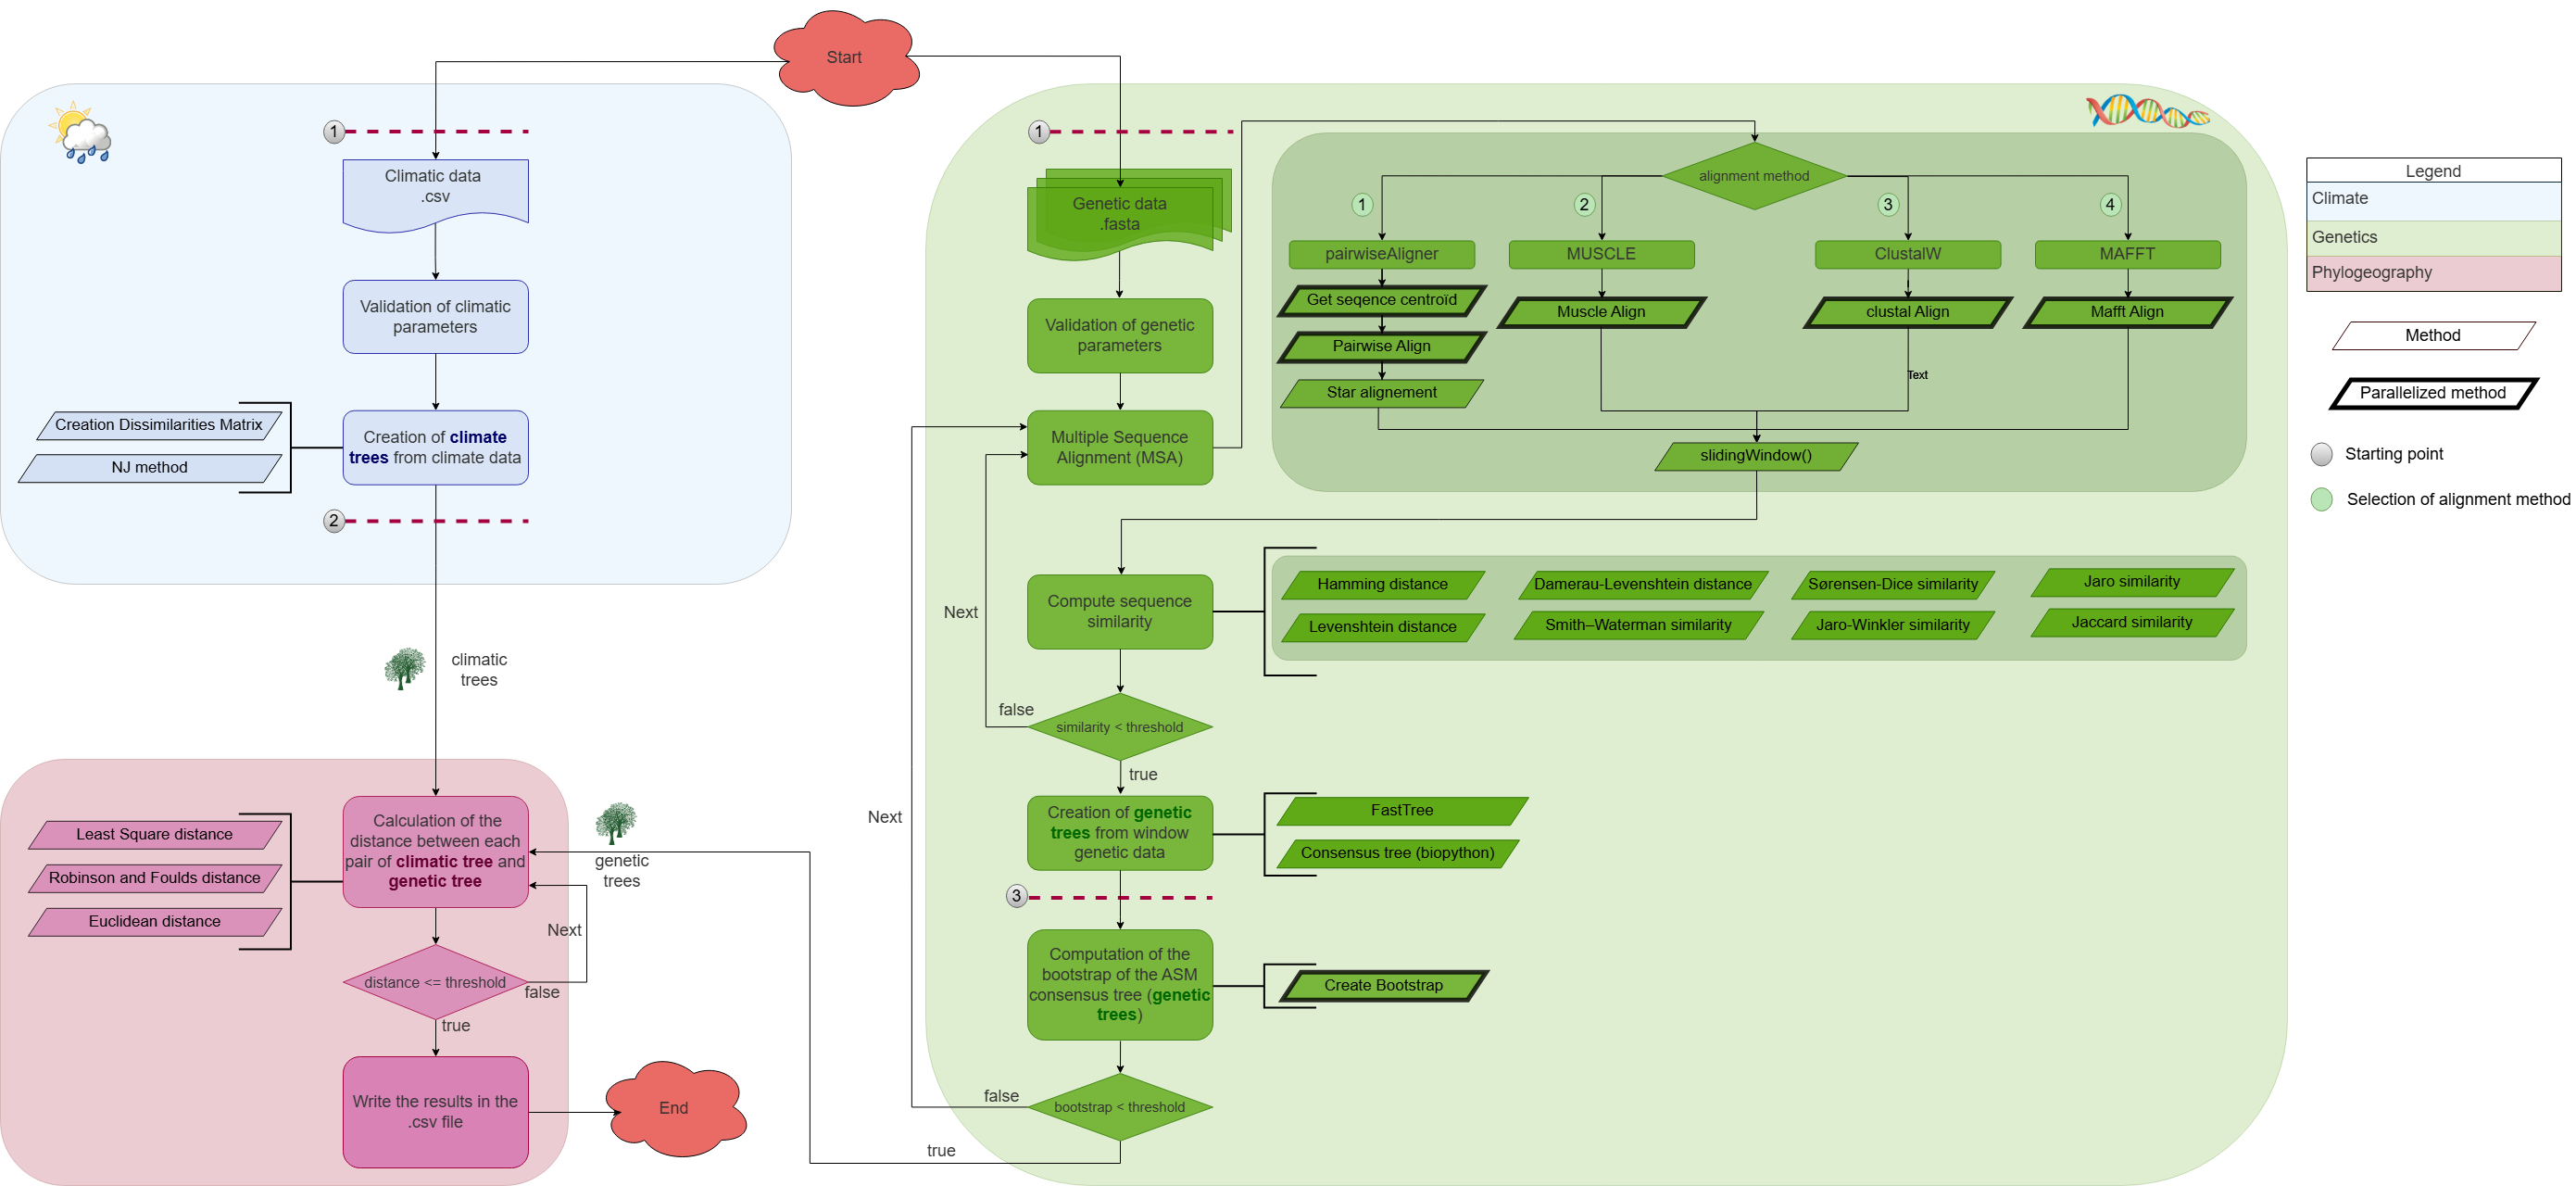 Start
1
Climatic data
.csv
Validation of climatic
parameters
Creation Dissimilarities Matrix
NJ method
Creation of climate
trees from climate data
2
climatic
trees
Least Square distance
Robinson and Foulds distance
Euclidean distance
Calculation of the
distance between each
pair of climatic tree and
genetic tree
genetic
trees
Next
distance <= threshold
false
true
Write the results in the
.csv file
End
1
Genetic data
.fasta
Validation of genetic
parameters
Multiple Sequence
Alignment (MSA)
alignment method
1
2
3
4
pairwiseAligner
MUSCLE
ClustalW
MAFFT
Get seqence centroïd
Pairwise Align
Star alignement
Muscle Align
clustal Align
Mafft Align
Text
slidingWindow()
Compute sequence
similarity
Hamming distance
Damerau-Levenshtein distance
Sørensen-Dice similarity
Jaro similarity
Levenshtein distance
Smith–Waterman similarity
Jaro-Winkler similarity
Jaccard similarity
Next
false
similarity < threshold
true
Next
Creation of genetic
trees from window
genetic data
FastTree
Consensus tree (biopython)
3
Computation of the
bootstrap of the ASM
consensus tree (genetic
trees)
Create Bootstrap
false
bootstrap < threshold
true
Legend
Climate
Genetics
Phylogeography
Method
Parallelized method
Starting point
Selection of alignment method